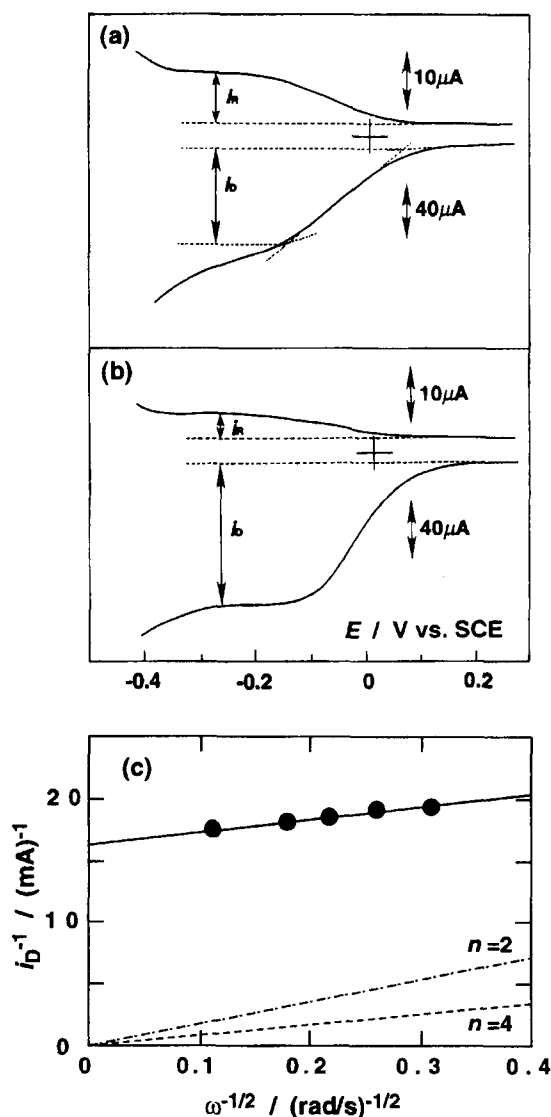 (a)
10μA
iR
iD
40μA
(b)
10μA
iR
iD
40μA
E / V vs. SCE
-0.4
-0.2
0
0.2
(c)
20
10
0
iD-1 / (mA)-1
n=2
n=4
0
0.1
0.2
0.3
0.4
ω-1/2 / (rad/s)-1/2